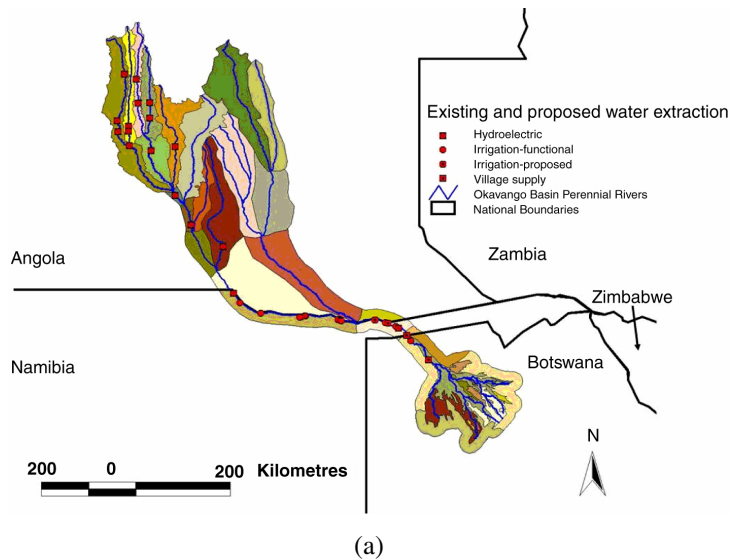 Existing and proposed water extraction
Hydroelectric
Irrigation-functional
Irrigation-proposed
Village supply
Okavango Basin Perennial Rivers
National Boundaries
Angola
Zambia
Zimbabwe
Namibia
Botswana
N
200 0 200 Kilometres
(a)